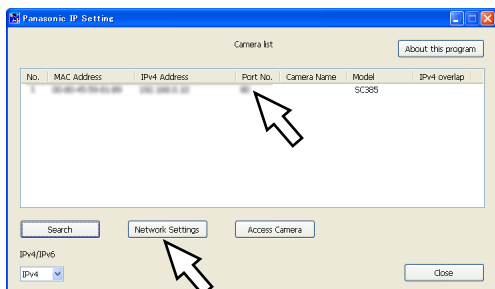 Panasonic IP Setting
Camera list
About this program
No. MAC Address IPv4 Address Port No. Camera Name Model IPv4 overlap
1 SC385
Search Network Settings Access Camera
IPv4/IPv6
IPv4 Close